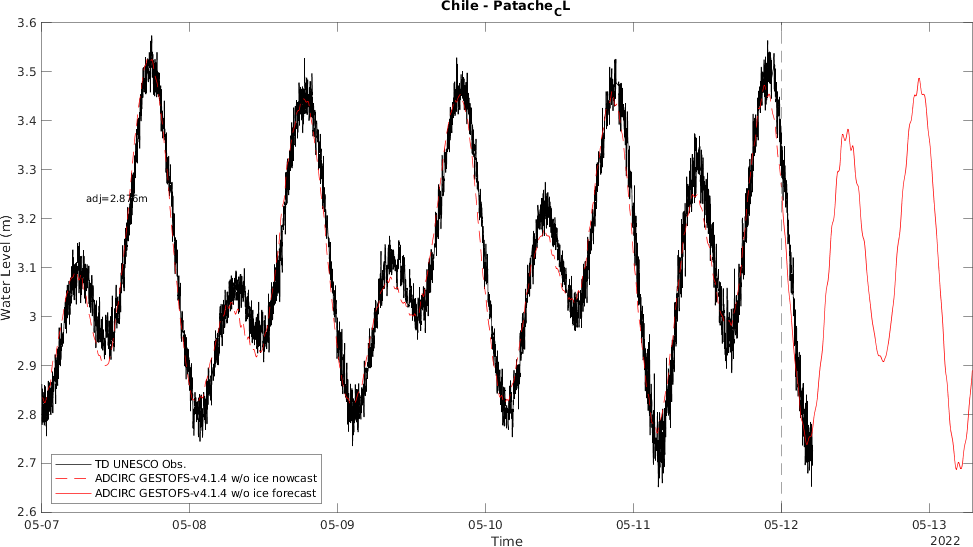 Chile - Patache_CL
3.6
3.5
3.4
3.3
3.2
3.1
3
2.9
2.8
2.7
2.6
Water Level (m)
adj=2.876m
TD UNESCO Obs.
ADCIRC GESTOFS-v4.1.4 w/o ice nowcast
ADCIRC GESTOFS-v4.1.4 w/o ice forecast
05-07 05-08 05-09 05-10 05-11 05-12 05-13
Time
2022